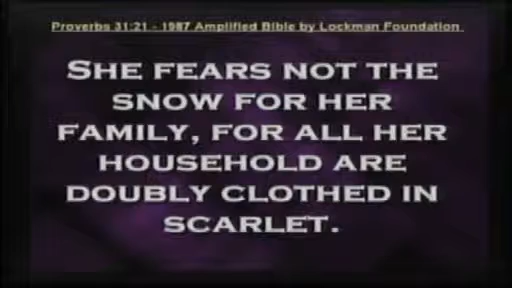 Proverbs 31:21 - 1987 Amplified Bible by Lockman Foundation
She fears not the
snow for her
family, for all her
household are
doubly clothed in
scarlet.